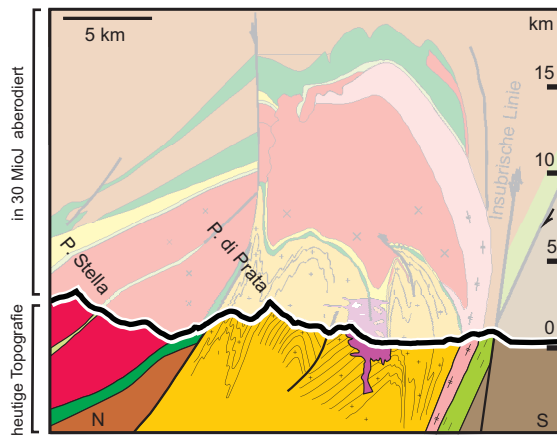 5 km
km
15
10
5
0
in 30 MioJ aberodiert
heutige Topografie
P. Stella
P. di Prata
Insubrische Linie
N
S